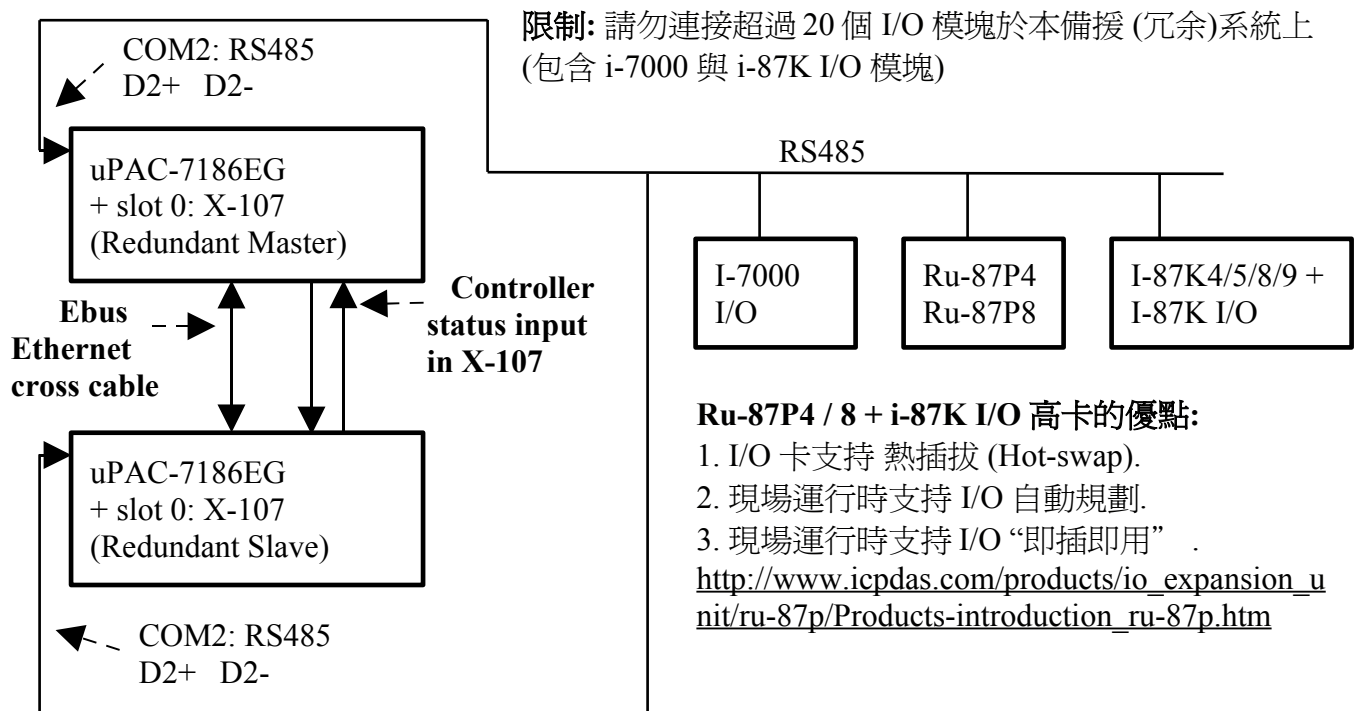 限制: 請勿連接超過 20 個 I/O 模塊於本備援 (冗余)系統上
(包含 i-7000 與 i-87K I/O 模塊)
COM2: RS485
D2+ D2-
uPAC-7186EG
+ slot 0: X-107
(Redundant Master)
RS485
I-7000
I/O
Ru-87P4
Ru-87P8
I-87K4/5/8/9 +
I-87K I/O
Ebus
Ethernet
cross cable
Controller
status input
in X-107
uPAC-7186EG
+ slot 0: X-107
(Redundant Slave)
COM2: RS485
D2+ D2-
Ru-87P4 / 8 + i-87K I/O 高卡的優點:
1. I/O 卡支持 熱插拔 (Hot-swap).
2. 現場運行時支持 I/O 自動規劃.
3. 現場運行時支持 I/O “即插即用” .
http://www.icpdas.com/products/io_expansion_u
nit/ru-87p/Products-introduction_ru-87p.htm